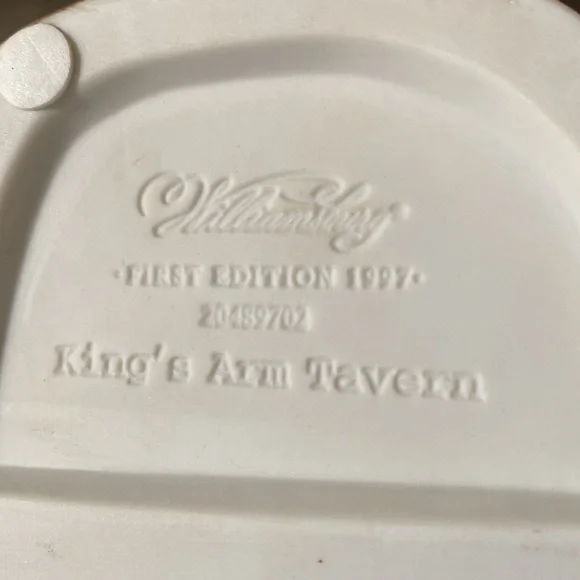 Williamsburg®
·FIRST EDITION 1997·
20489702
King's Arm Tavern